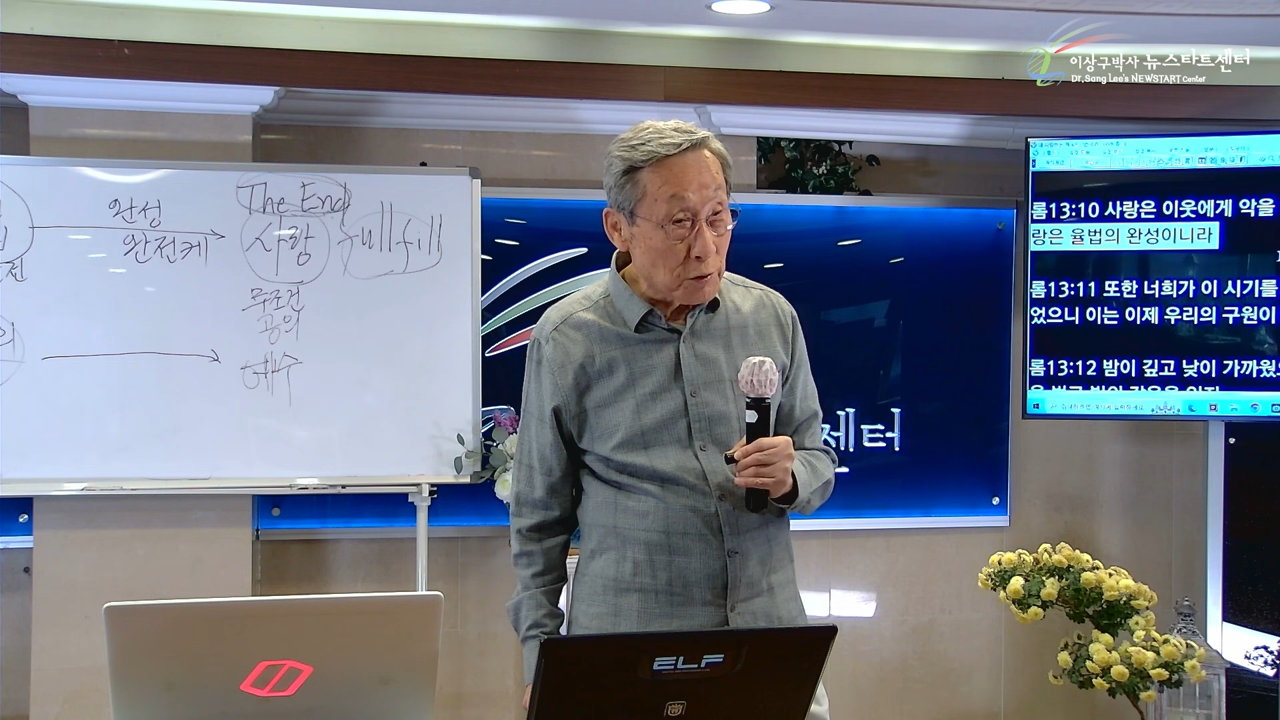 이상구박사 뉴스타트센터
Dr. Sang Lee's NEWSTART Center
The End
완성
완전케
사랑
fullfill
무조건
공의
예수
롬13:10 사랑은 이웃에게 악을
랑은 율법의 완성이니라
롬13:11 또한 너희가 이 시기를
었으니 이는 이제 우리의 구원이
롬13:12 밤이 깊고 낮이 가까웠
센터
ELF